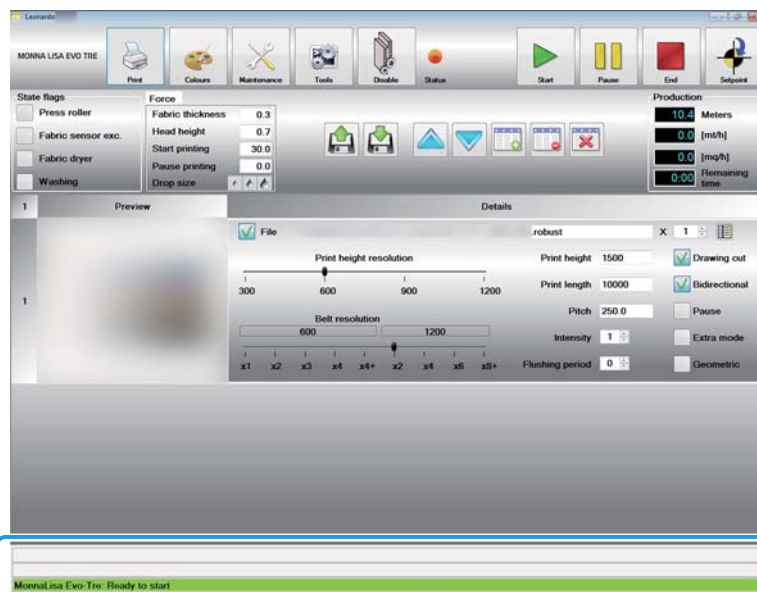 Leonardo
MONNA LISA EVO TRE
Print
Colours
Maintenance
Tools
Disable
Status
Start
Pause
End
Setpoint
State flags
Press roller
Fabric sensor exc.
Fabric dryer
Washing
Force
Fabric thickness 0.3
Head height 0.7
Start printing 30.0
Pause printing 0.0
Drop size
Production
10.4 Meters
0.0 [mt/h]
0.0 [mq/h]
0:00 Remaining time
1 Preview Details
1
File .robust X 1
Print height resolution
300 600 900 1200
Belt resolution
600 1200
x1 x2 x3 x4 x4+ x2 x4 x6 x8+
Print height 1500
Print length 10000
Pitch 250.0
Intensity 1
Flushing period 0
Drawing cut
Bidirectional
Pause
Extra mode
Geometric
MonnaLisa Evo-Tre: Ready to start